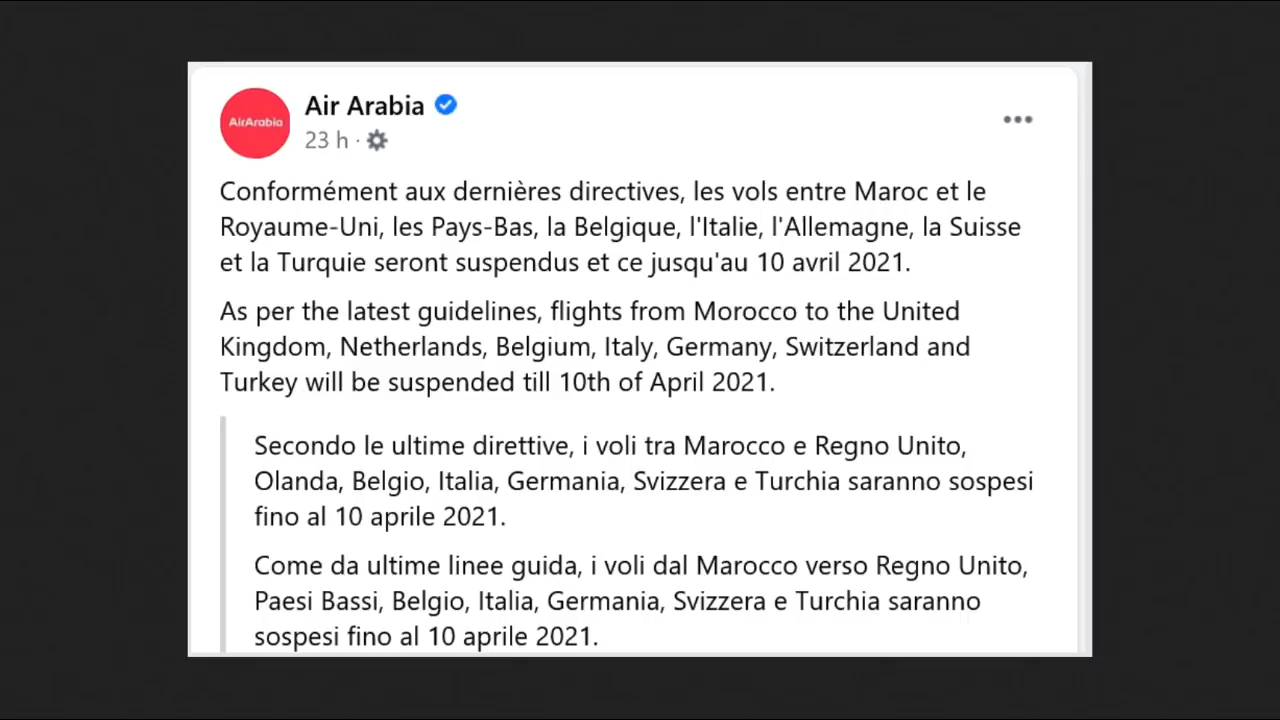 AirArabia
Air Arabia
23 h ·
Conformément aux dernières directives, les vols entre Maroc et le
Royaume-Uni, les Pays-Bas, la Belgique, l'Italie, l'Allemagne, la Suisse
et la Turquie seront suspendus et ce jusqu'au 10 avril 2021.
As per the latest guidelines, flights from Morocco to the United
Kingdom, Netherlands, Belgium, Italy, Germany, Switzerland and
Turkey will be suspended till 10th of April 2021.
Secondo le ultime direttive, i voli tra Marocco e Regno Unito,
Olanda, Belgio, Italia, Germania, Svizzera e Turchia saranno sospesi
fino al 10 aprile 2021.
Come da ultime linee guida, i voli dal Marocco verso Regno Unito,
Paesi Bassi, Belgio, Italia, Germania, Svizzera e Turchia saranno
sospesi fino al 10 aprile 2021.